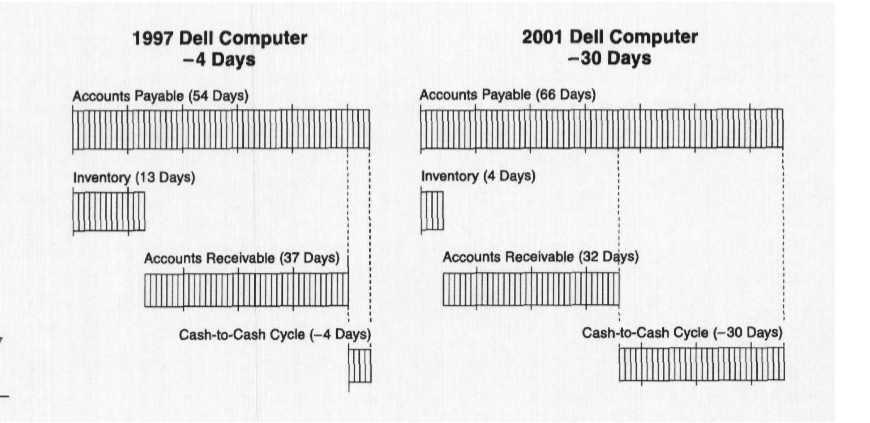 1997 Dell Computer
–4 Days
Accounts Payable (54 Days)
Inventory (13 Days)
Accounts Receivable (37 Days)
Cash-to-Cash Cycle (–4 Days)
2001 Dell Computer
–30 Days
Accounts Payable (66 Days)
Inventory (4 Days)
Accounts Receivable (32 Days)
Cash-to-Cash Cycle (–30 Days)